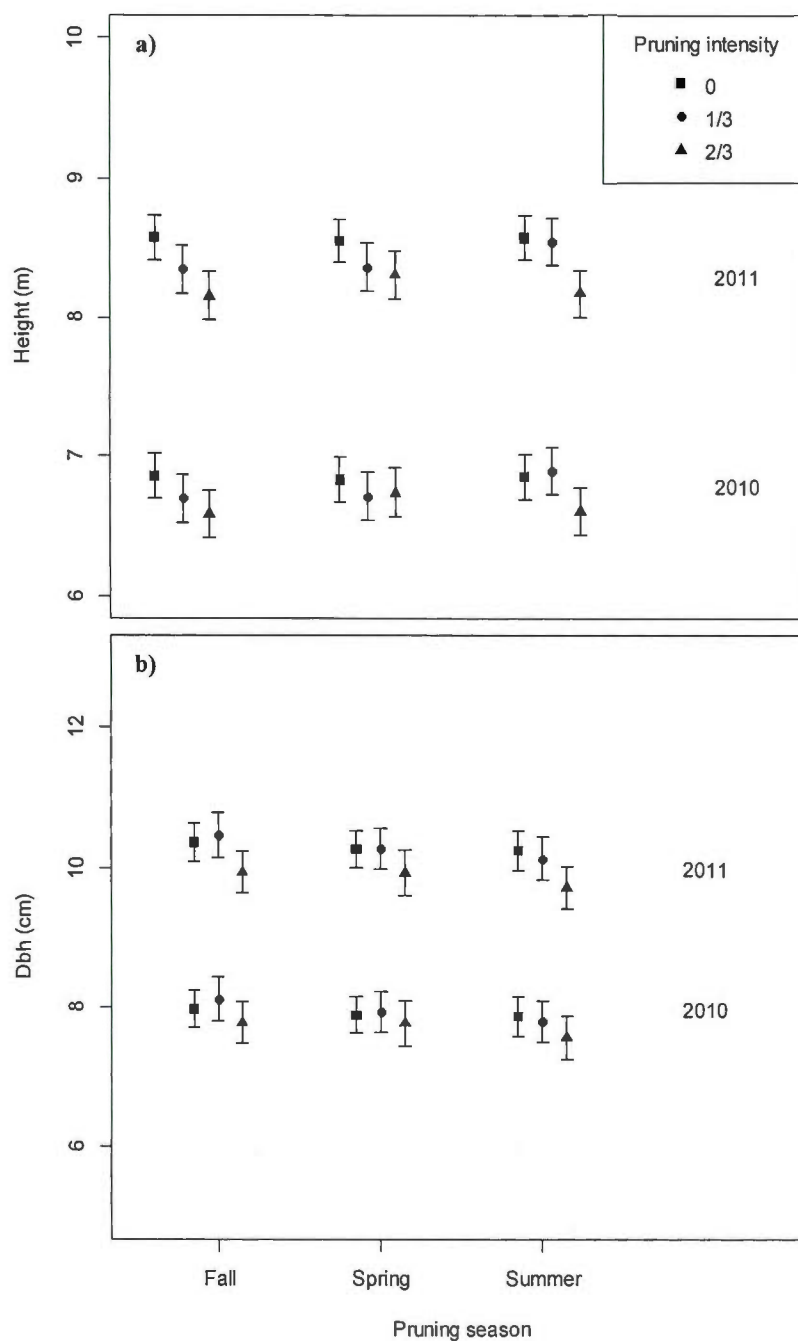 a)
Pruning intensity
0
1/3
2/3
10
9
8
7
6
Height (m)
2011
2010
b)
12
10
8
6
Dbh (cm)
2011
2010
Fall Spring Summer
Pruning season